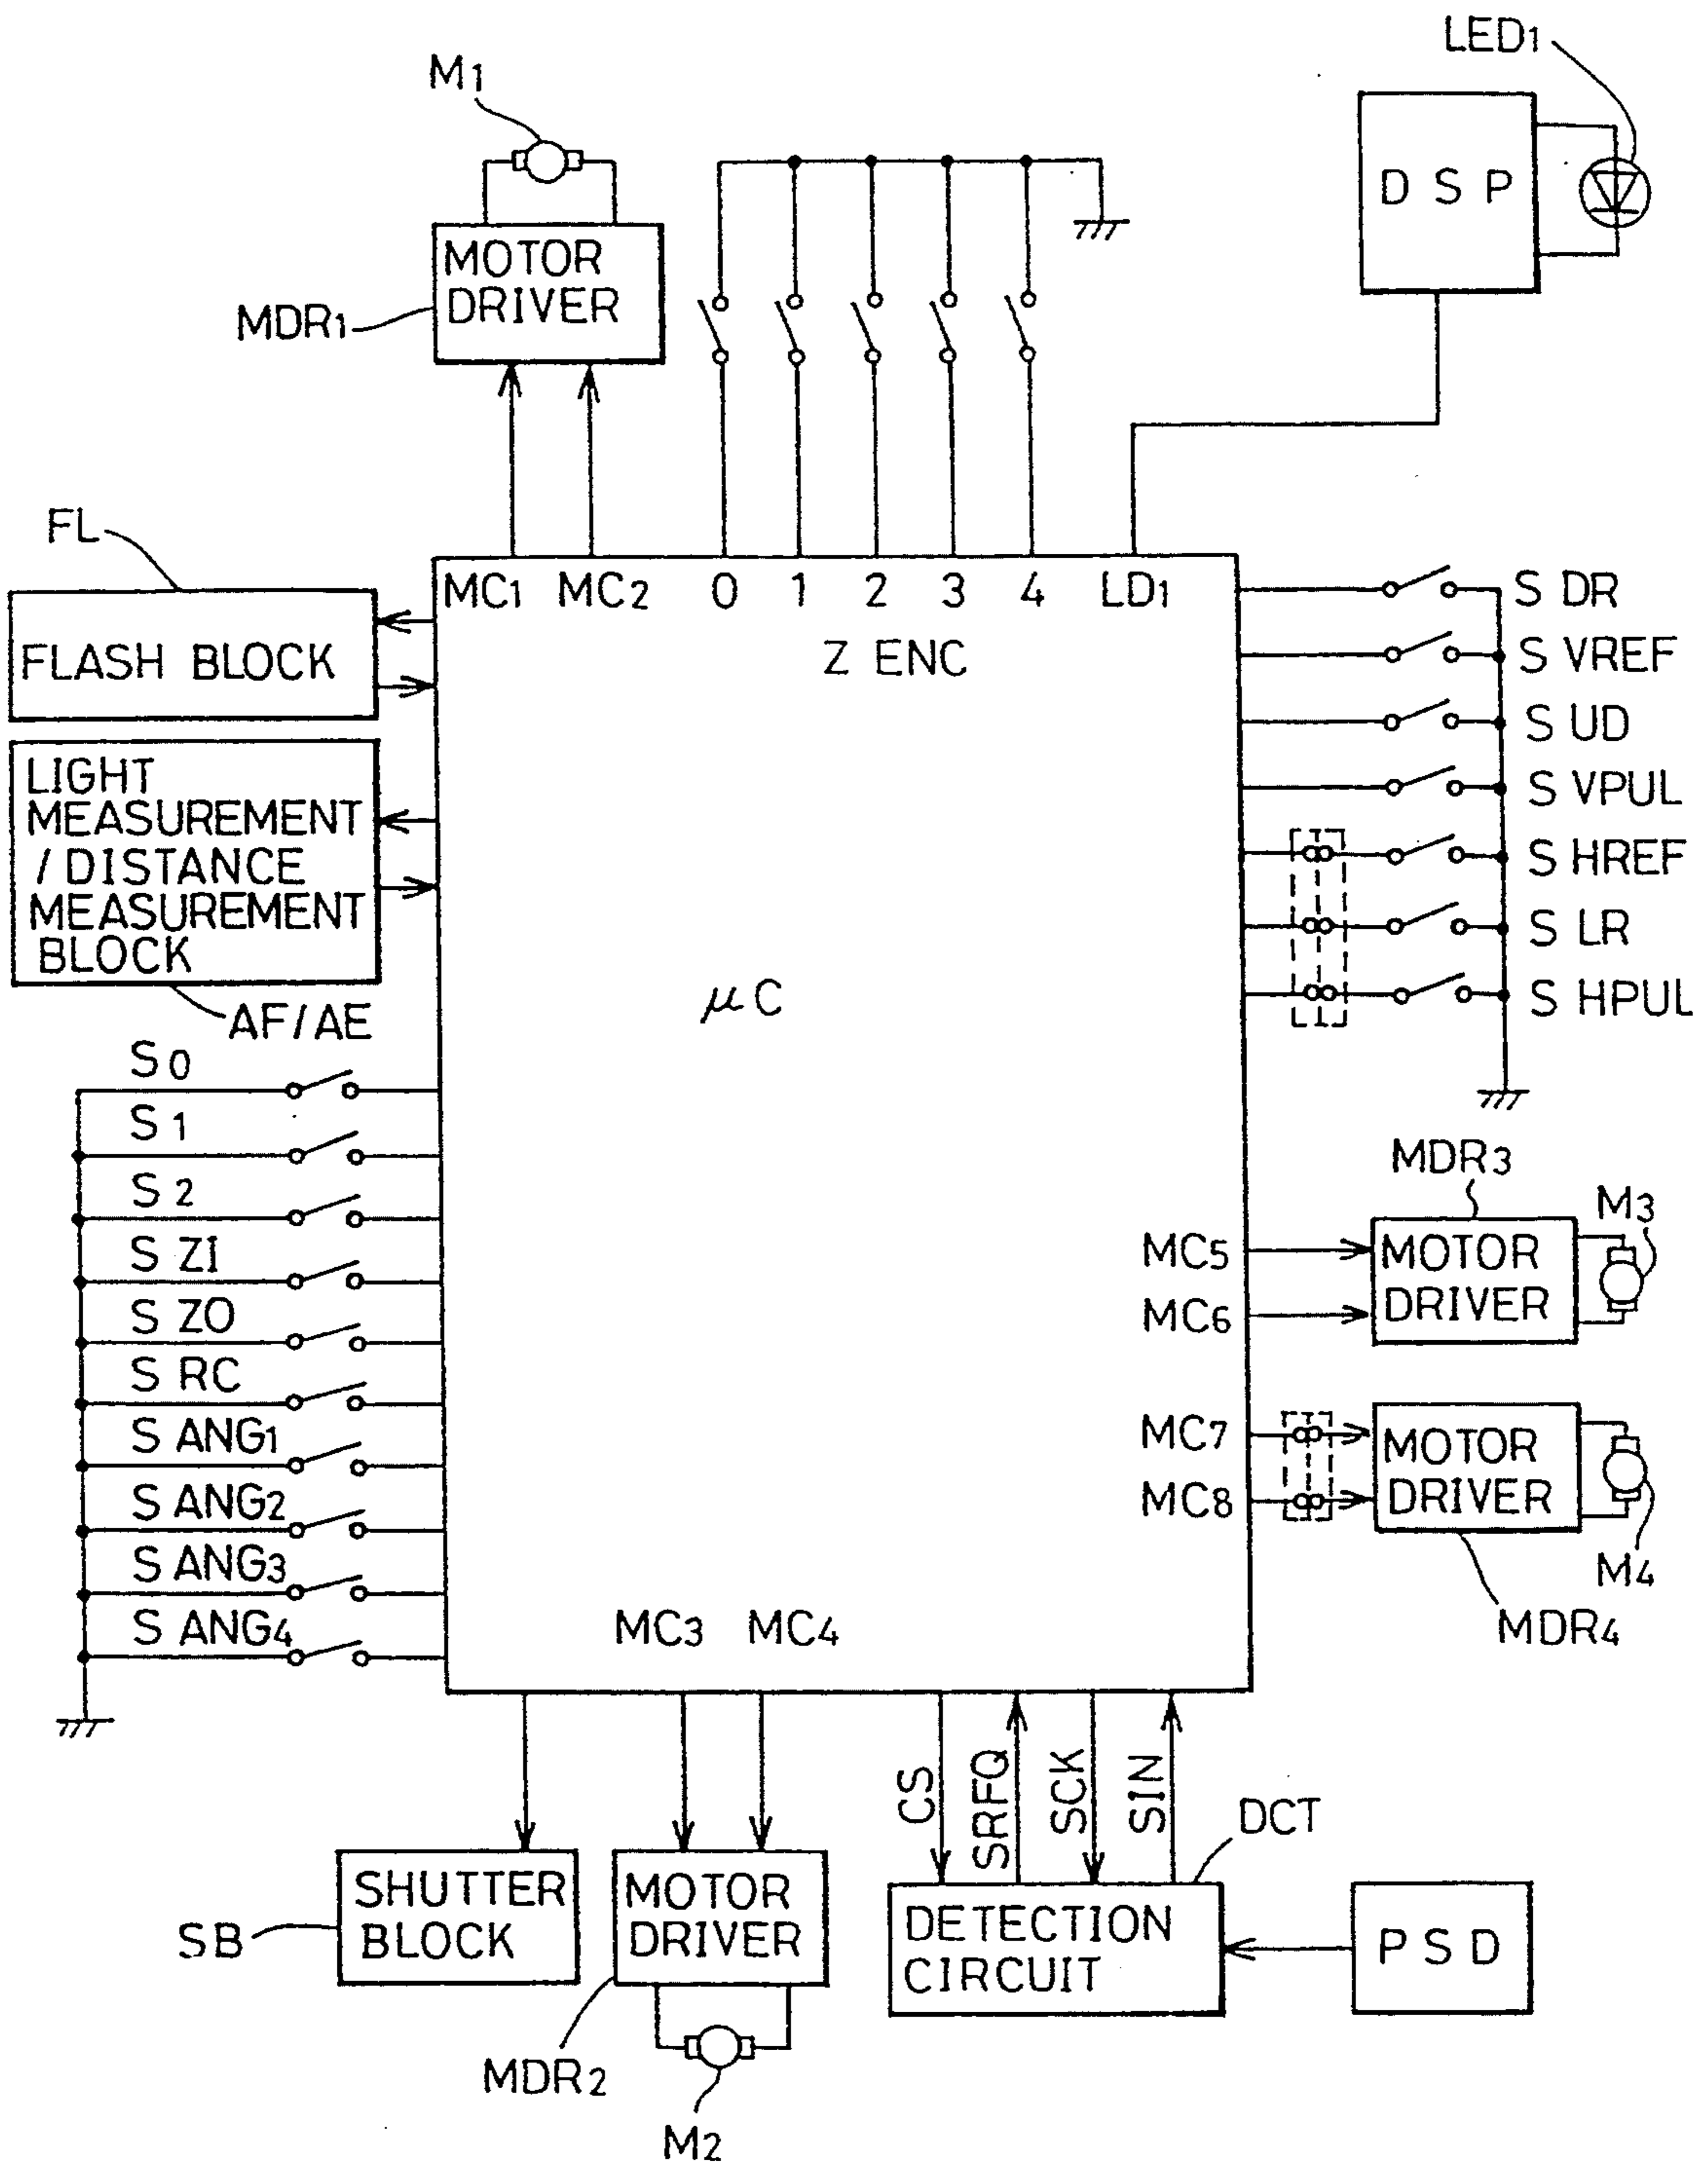 LED1
M1
D S P
MOTOR
DRIVER
MDR1
FL
MC1 MC2 0 1 2 3 4 LD1
Z ENC
FLASH BLOCK
S DR
S VREF
S UD
S VPUL
S HREF
S LR
S HPUL
LIGHT
MEASUREMENT
/ DISTANCE
MEASUREMENT
BLOCK
AF/AE
μC
S 0
S 1
S 2
S ZI
S ZO
S RC
S ANG1
S ANG2
S ANG3
S ANG4
MDR3
M3
MC5
MC6
MOTOR
DRIVER
MC7
MC8
MOTOR
DRIVER
M4
MDR4
MC3 MC4
CS
SRFQ
SCK
SIN
DCT
SHUTTER
BLOCK
SB
MOTOR
DRIVER
DETECTION
CIRCUIT
P S D
MDR2
M2